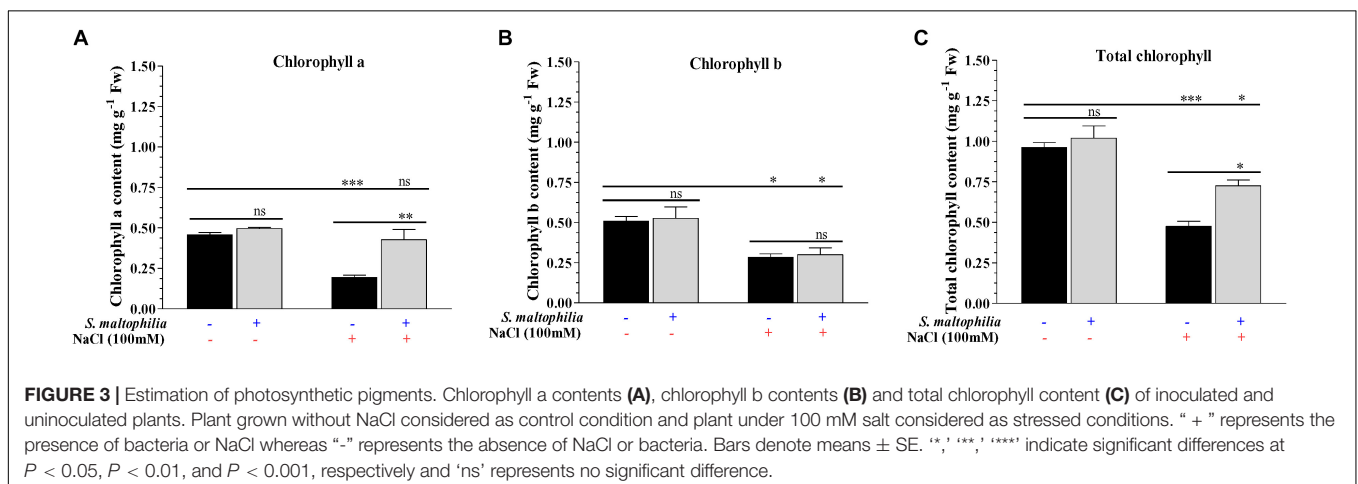 A
Chlorophyll a
Chlorophyll a content (mg g⁻¹ Fw)
1.50
1.25
1.00
0.75
0.50
0.25
0.00
*** ns
ns
**
S. maltophilia - + - +
NaCl (100mM) - - + +
B
Chlorophyll b
Chlorophyll b content (mg g⁻¹ Fw)
1.50
1.25
1.00
0.75
0.50
0.25
0.00
* *
ns
ns
- + - +
- - + +
C
Total chlorophyll
Total chlorophyll content (mg g⁻¹ Fw)
1.50
1.25
1.00
0.75
0.50
0.25
0.00
*** *
ns
*
- + - +
- - + +
FIGURE 3 | Estimation of photosynthetic pigments. Chlorophyll a contents (A), chlorophyll b contents (B) and total chlorophyll content (C) of inoculated and
uninoculated plants. Plant grown without NaCl considered as control condition and plant under 100 mM salt considered as stressed conditions. “ + ” represents the
presence of bacteria or NaCl whereas “-” represents the absence of NaCl or bacteria. Bars denote means ± SE. ‘*,’ ‘**,’ ‘***’ indicate significant differences at
P < 0.05, P < 0.01, and P < 0.001, respectively and ‘ns’ represents no significant difference.